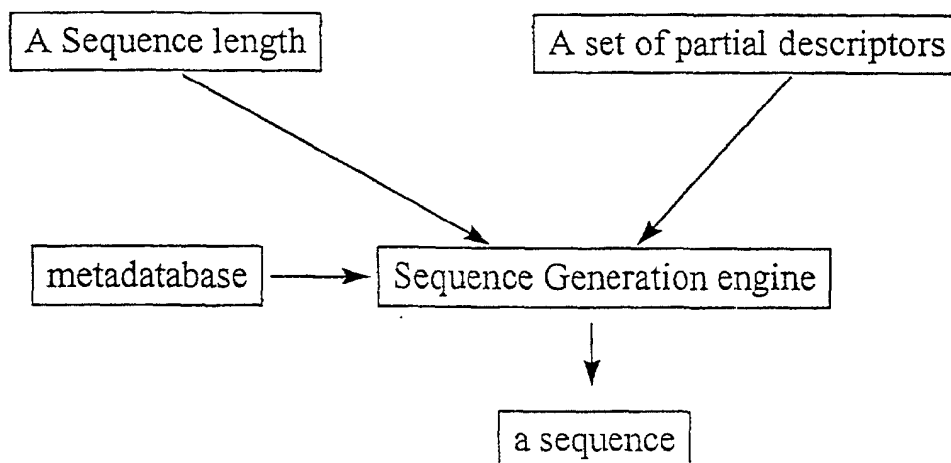 A Sequence length
A set of partial descriptors
metadatabase
Sequence Generation engine
a sequence